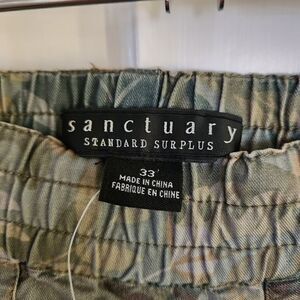 sanctuary
STANDARD SURPLUS
33'
MADE IN CHINA
FABRIQUE EN CHINE